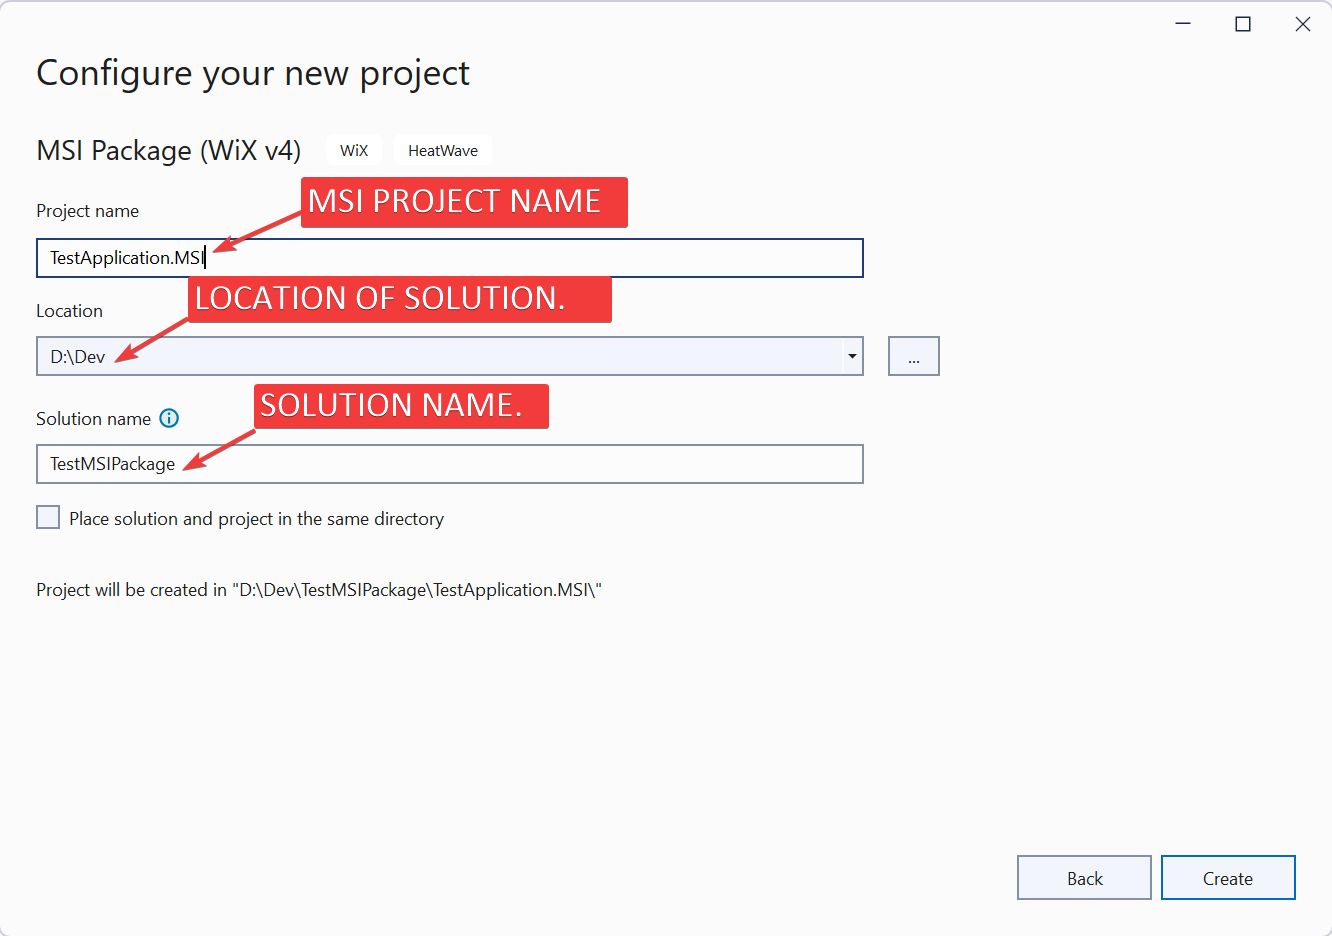 Configure your new project
MSI Package (WiX v4) WiX HeatWave
MSI PROJECT NAME
Project name
TestApplication.MSI
LOCATION OF SOLUTION.
Location
D:\Dev
...
SOLUTION NAME.
Solution name
TestMSIPackage
Place solution and project in the same directory
Project will be created in "D:\Dev\TestMSIPackage\TestApplication.MSI\"
Back Create